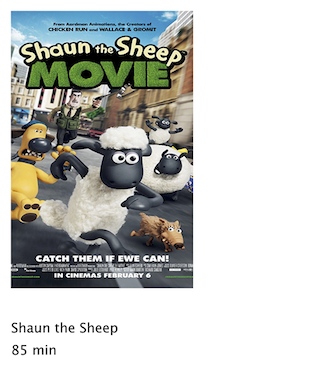 From Aardman Animations, the Creators of
CHICKEN RUN and WALLACE & GROMIT
Shaun the Sheep
MOVIE
CATCH THEM IF EWE CAN!
IN CINEMAS FEBRUARY 6
Shaun the Sheep
85 min